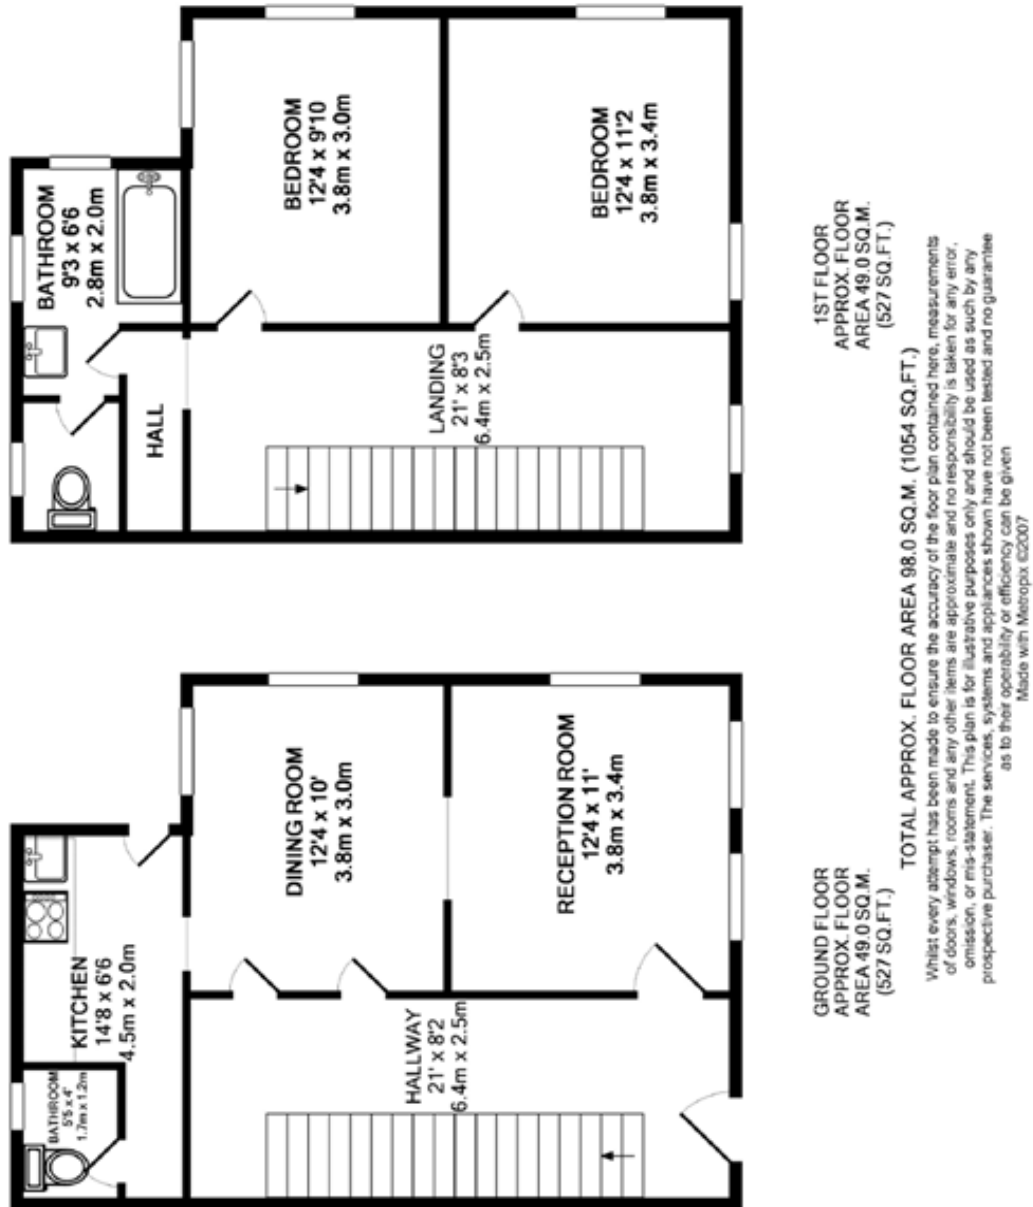 BATHROOM
5'5 x 4'
1.7m x 1.2m
KITCHEN
14'8 x 6'6
4.5m x 2.0m
DINING ROOM
12'4 x 10'
3.8m x 3.0m
HALLWAY
21' x 8'2
6.4m x 2.5m
RECEPTION ROOM
12'4 x 11'
3.8m x 3.4m
GROUND FLOOR
APPROX. FLOOR
AREA 49.0 SQ.M.
(527 SQ.FT.)
BATHROOM
9'3 x 6'6
2.8m x 2.0m
HALL
BEDROOM
12'4 x 9'10
3.8m x 3.0m
LANDING
21' x 8'3
6.4m x 2.5m
BEDROOM
12'4 x 11'2
3.8m x 3.4m
1ST FLOOR
APPROX. FLOOR
AREA 49.0 SQ.M.
(527 SQ.FT.)
TOTAL APPROX. FLOOR AREA 98.0 SQ.M. (1054 SQ.FT.)
Whilst every attempt has been made to ensure the accuracy of the floor plan contained here, measurements
of doors, windows, rooms and any other items are approximate and no responsibility is taken for any error,
omission, or mis-statement. This plan is for illustrative purposes only and should be used as such by any
prospective purchaser. The services, systems and appliances shown have not been tested and no guarantee
as to their operability or efficiency can be given
Made with Metropix ©2007